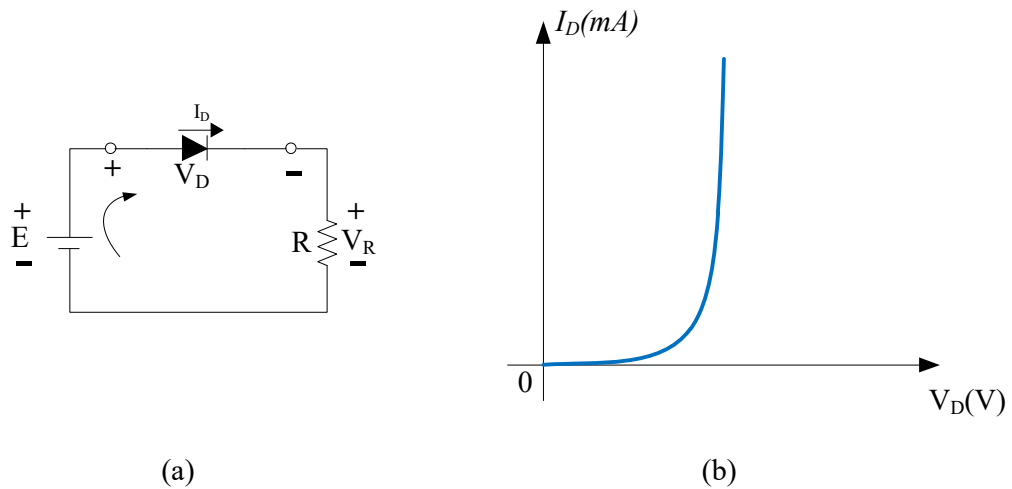 I_D
+
V_D
-
+
E
-
R
+
V_R
-
(a)
I_D(mA)
0
V_D(V)
(b)